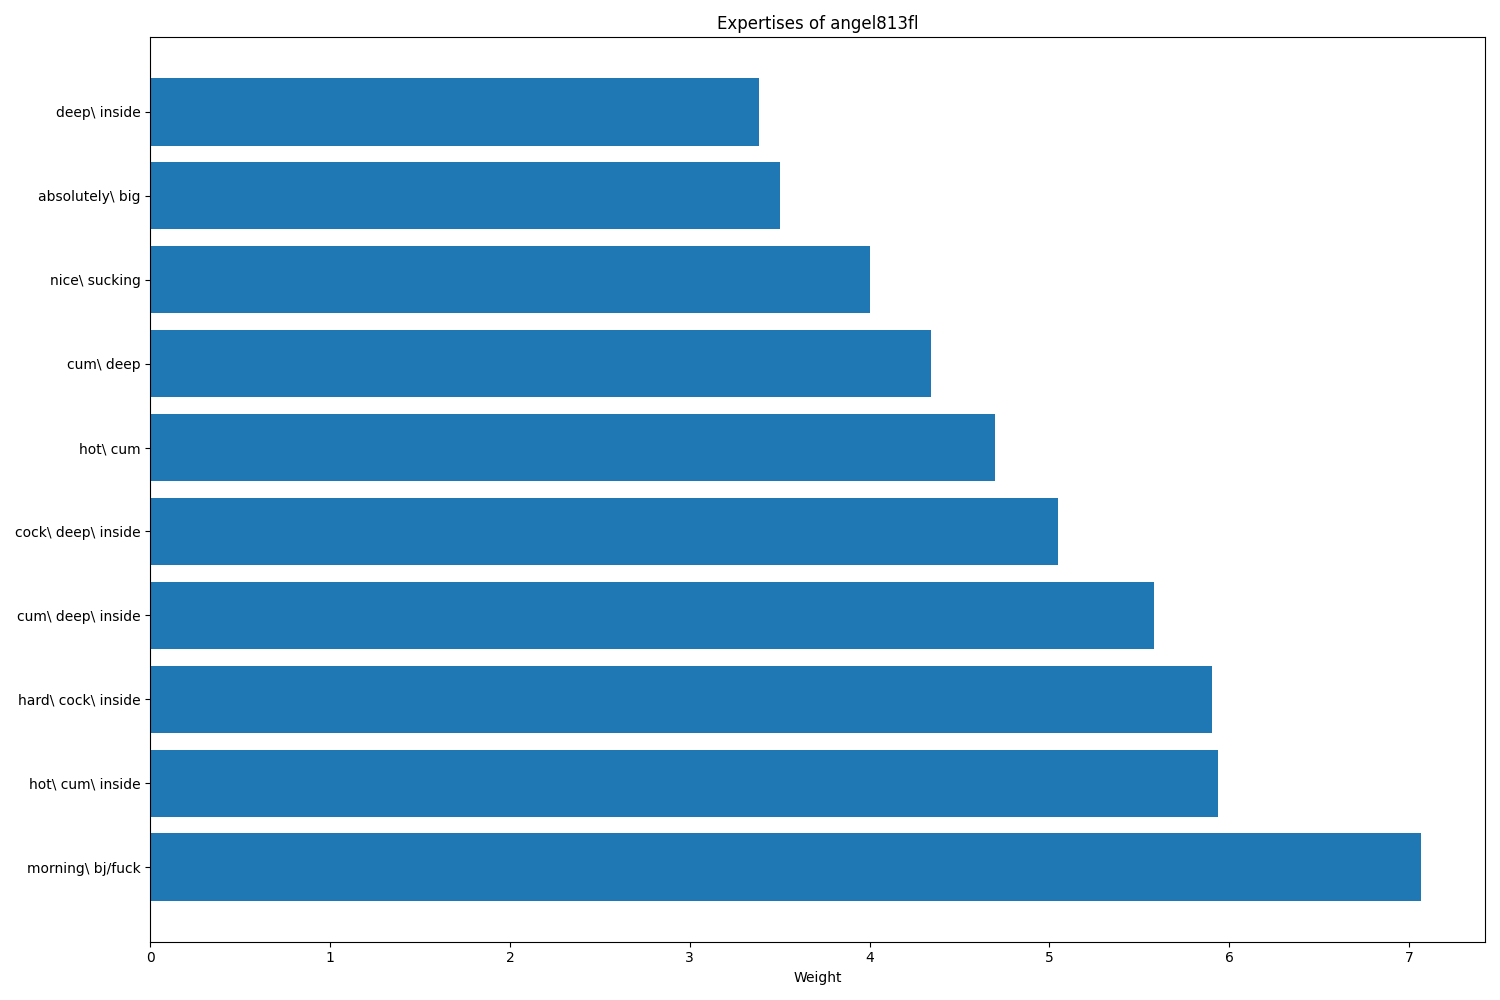 Expertises of angel813fl
deep\ inside
absolutely\ big
nice\ sucking
cum\ deep
hot\ cum
cock\ deep\ inside
cum\ deep\ inside
hard\ cock\ inside
hot\ cum\ inside
morning\ bj/fuck
0 1 2 3 4 5 6 7
Weight